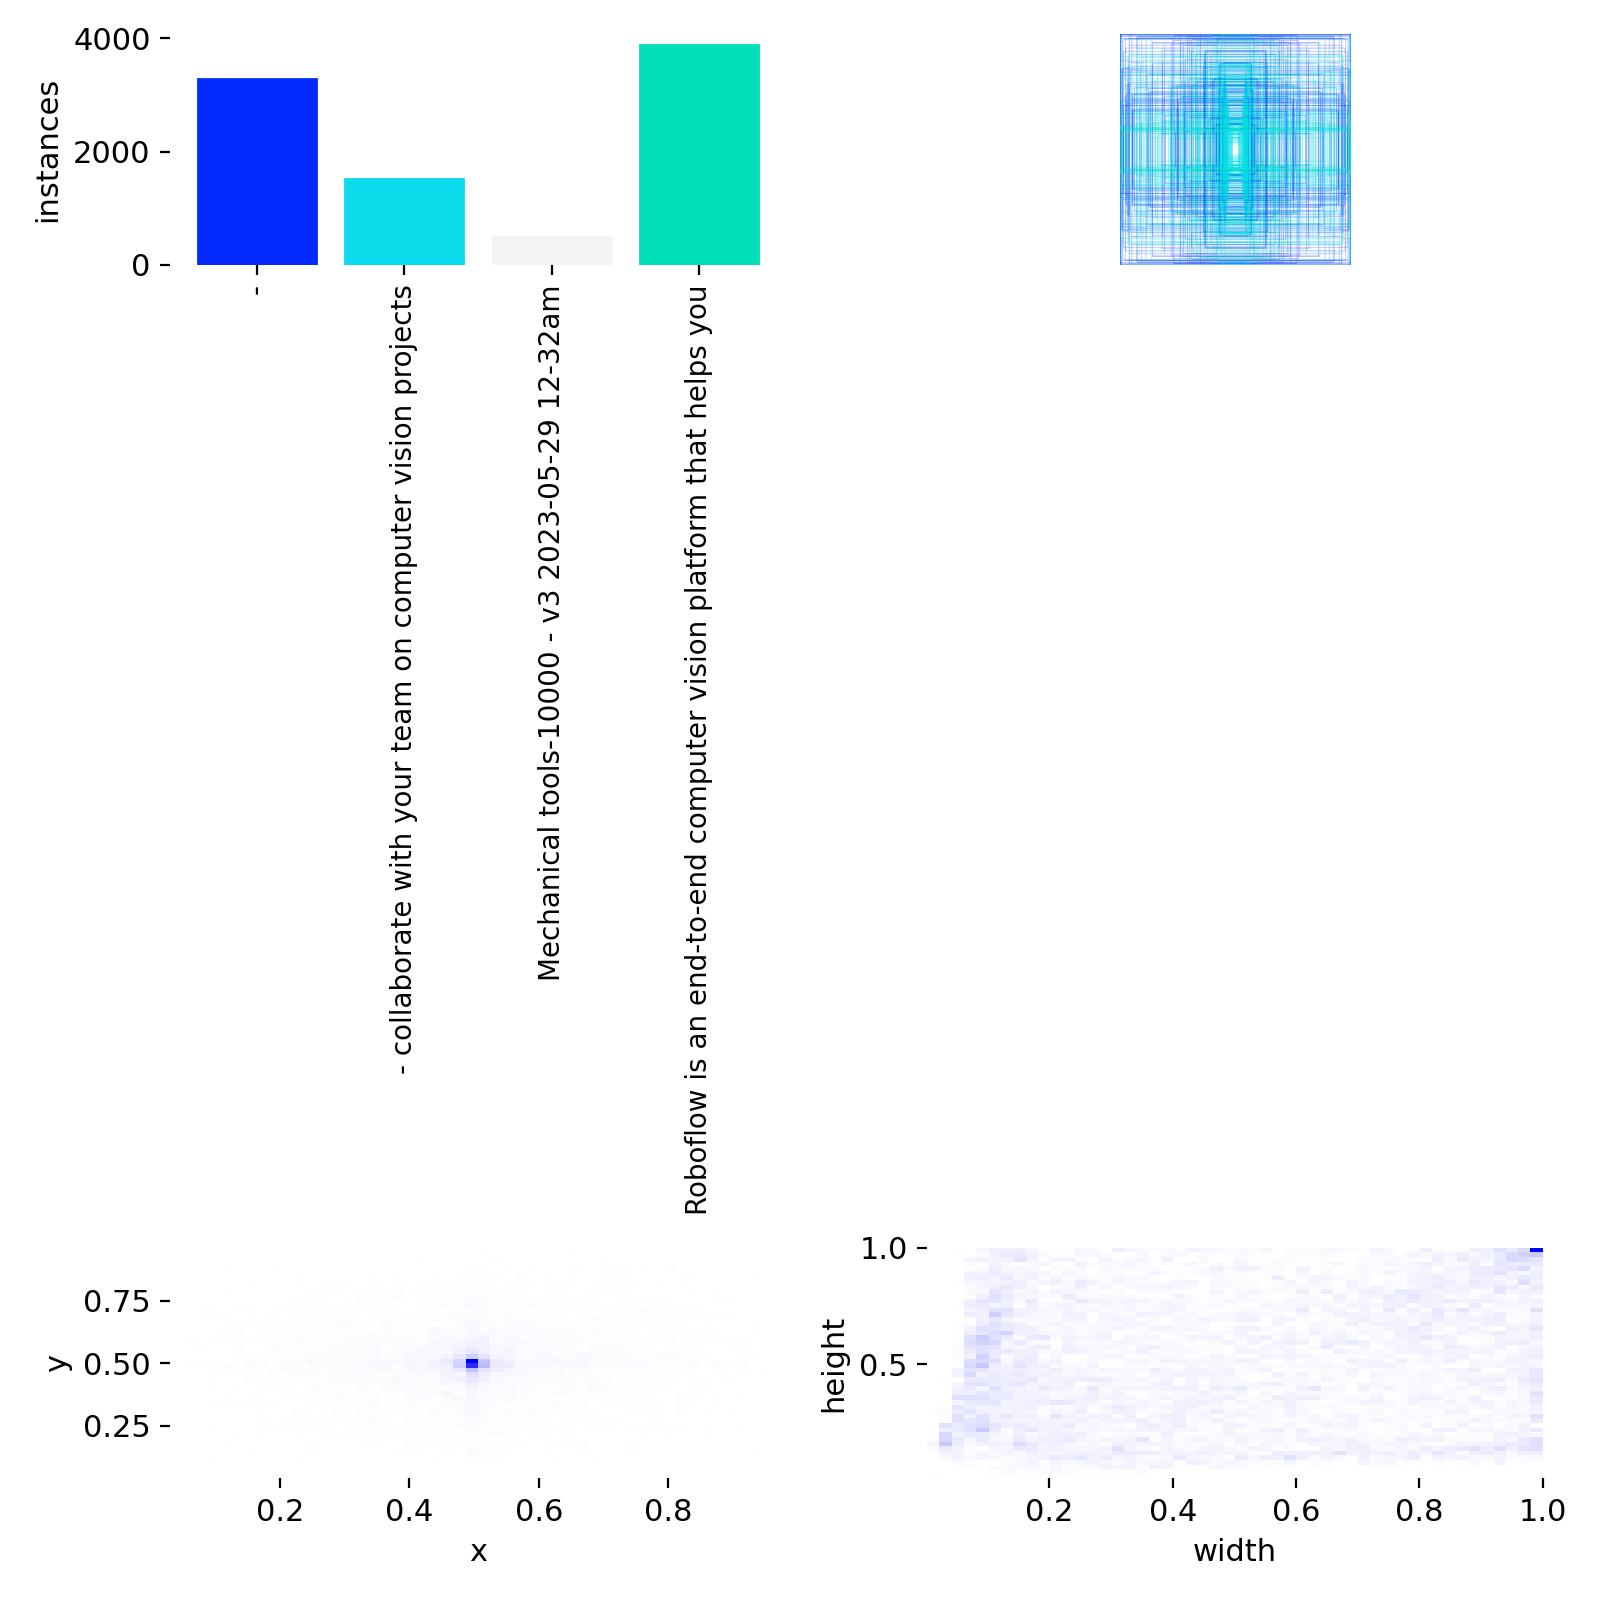 4000
2000
0
instances
-
- collaborate with your team on computer vision projects
Mechanical tools-10000 - v3 2023-05-29 12-32am
Roboflow is an end-to-end computer vision platform that helps you
0.75
0.50
0.25
y
0.2 0.4 0.6 0.8
x
1.0
0.5
height
0.2 0.4 0.6 0.8 1.0
width